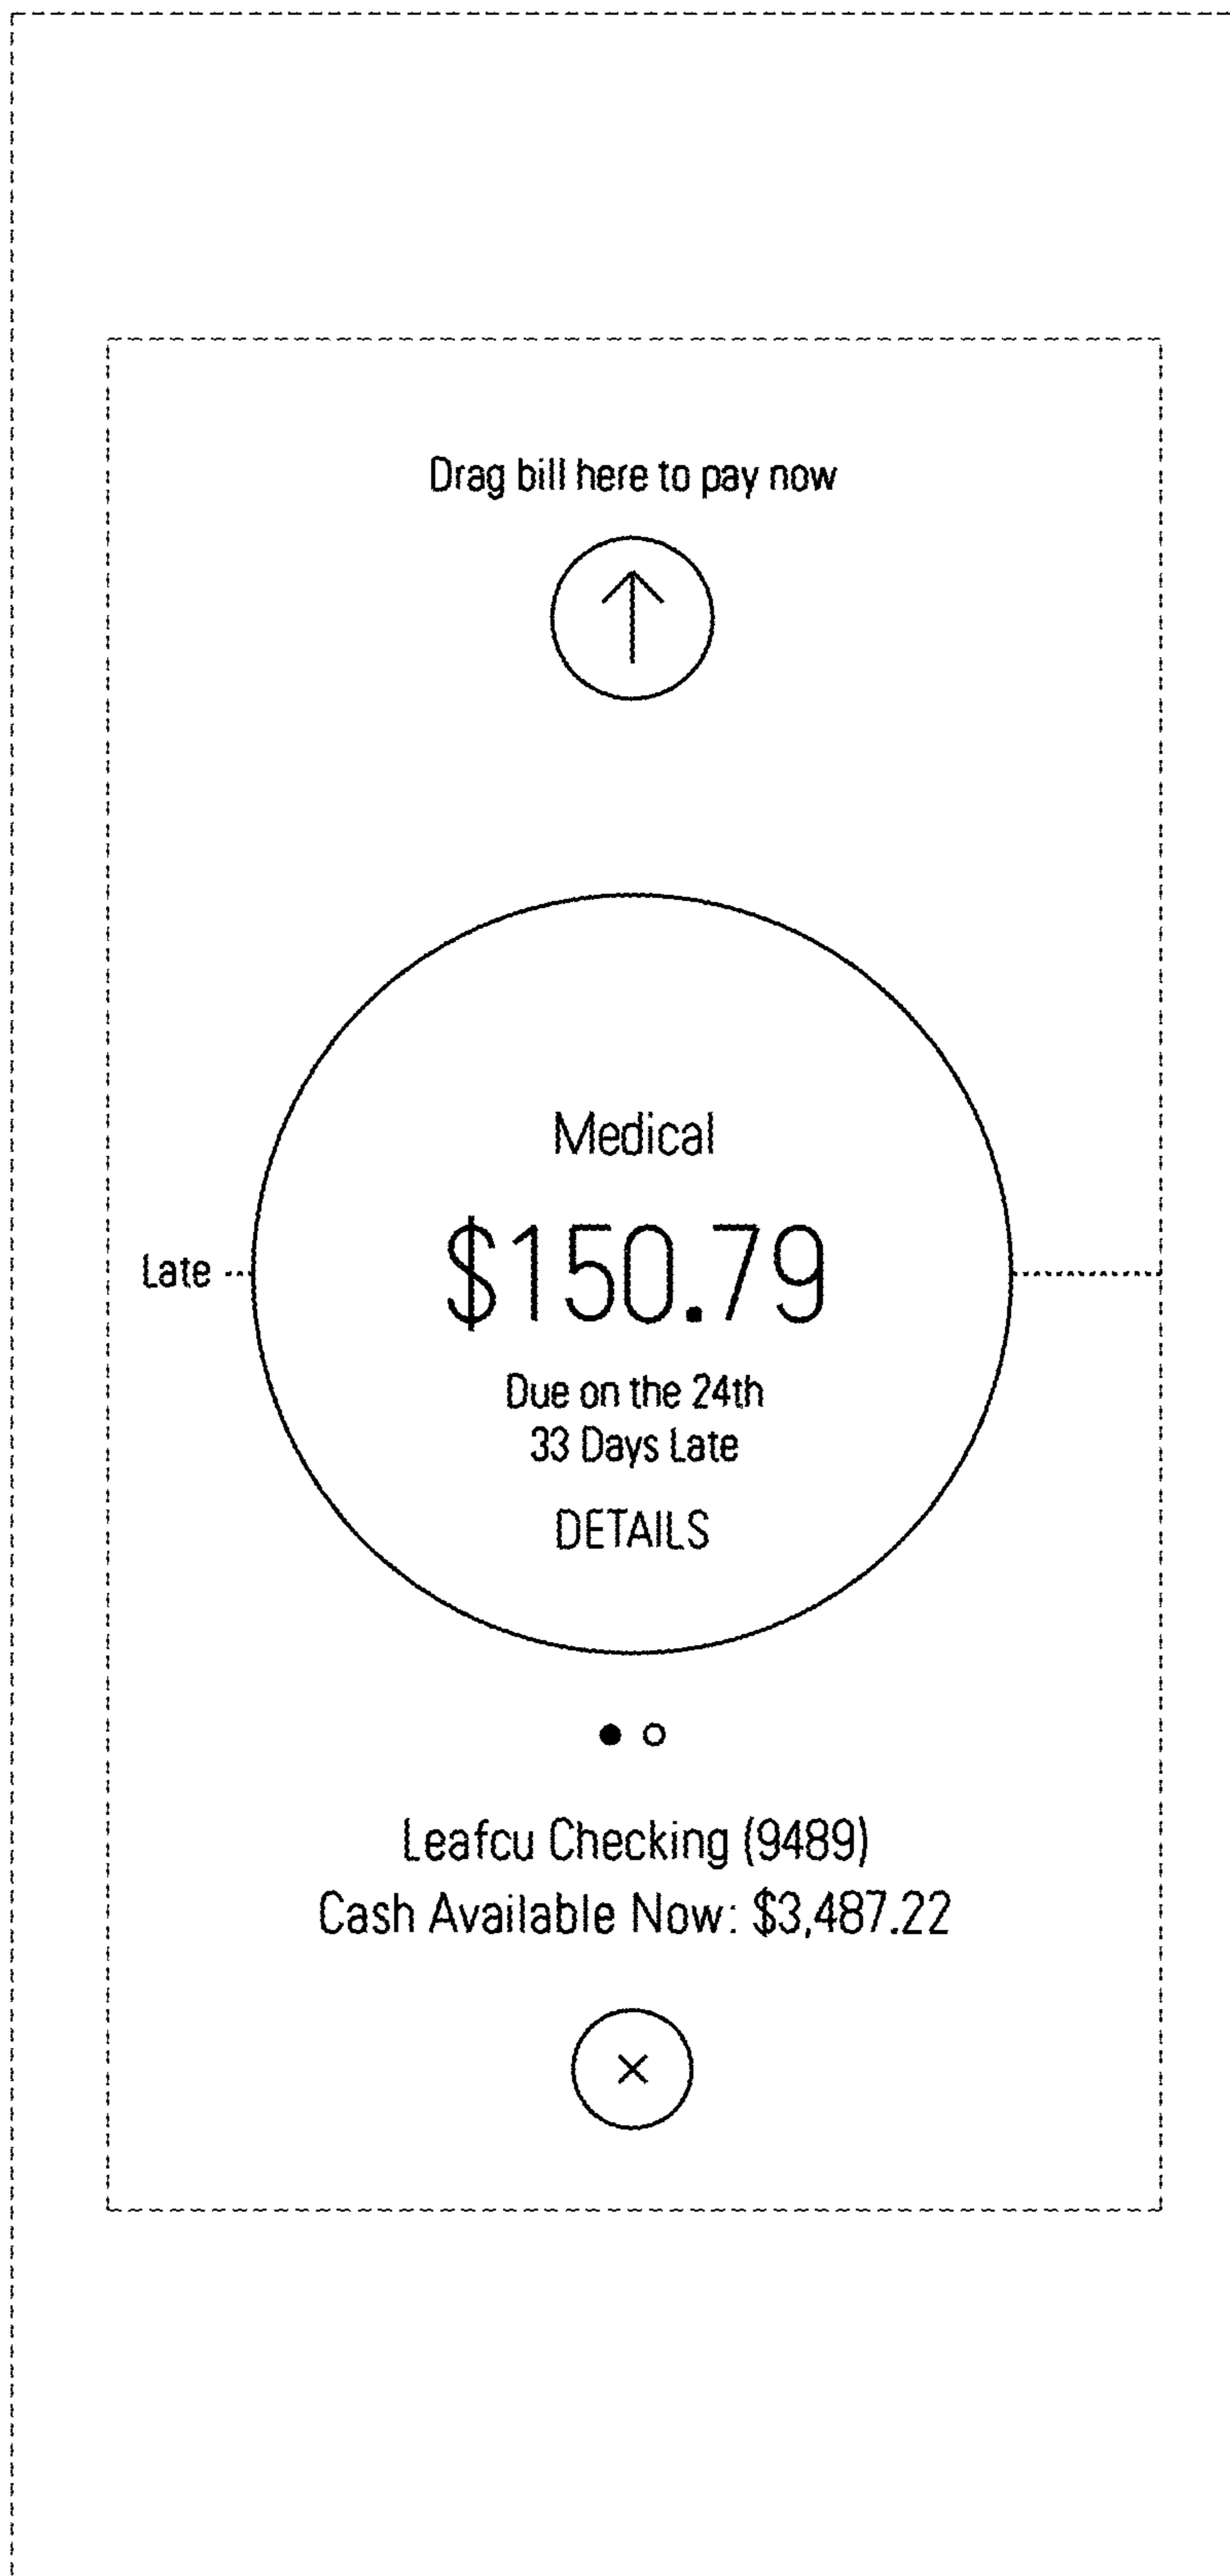 Drag bill here to pay now
Medical
Late
$150.79
Due on the 24th
33 Days Late
DETAILS
Leafcu Checking (9489)
Cash Available Now: $3,487.22